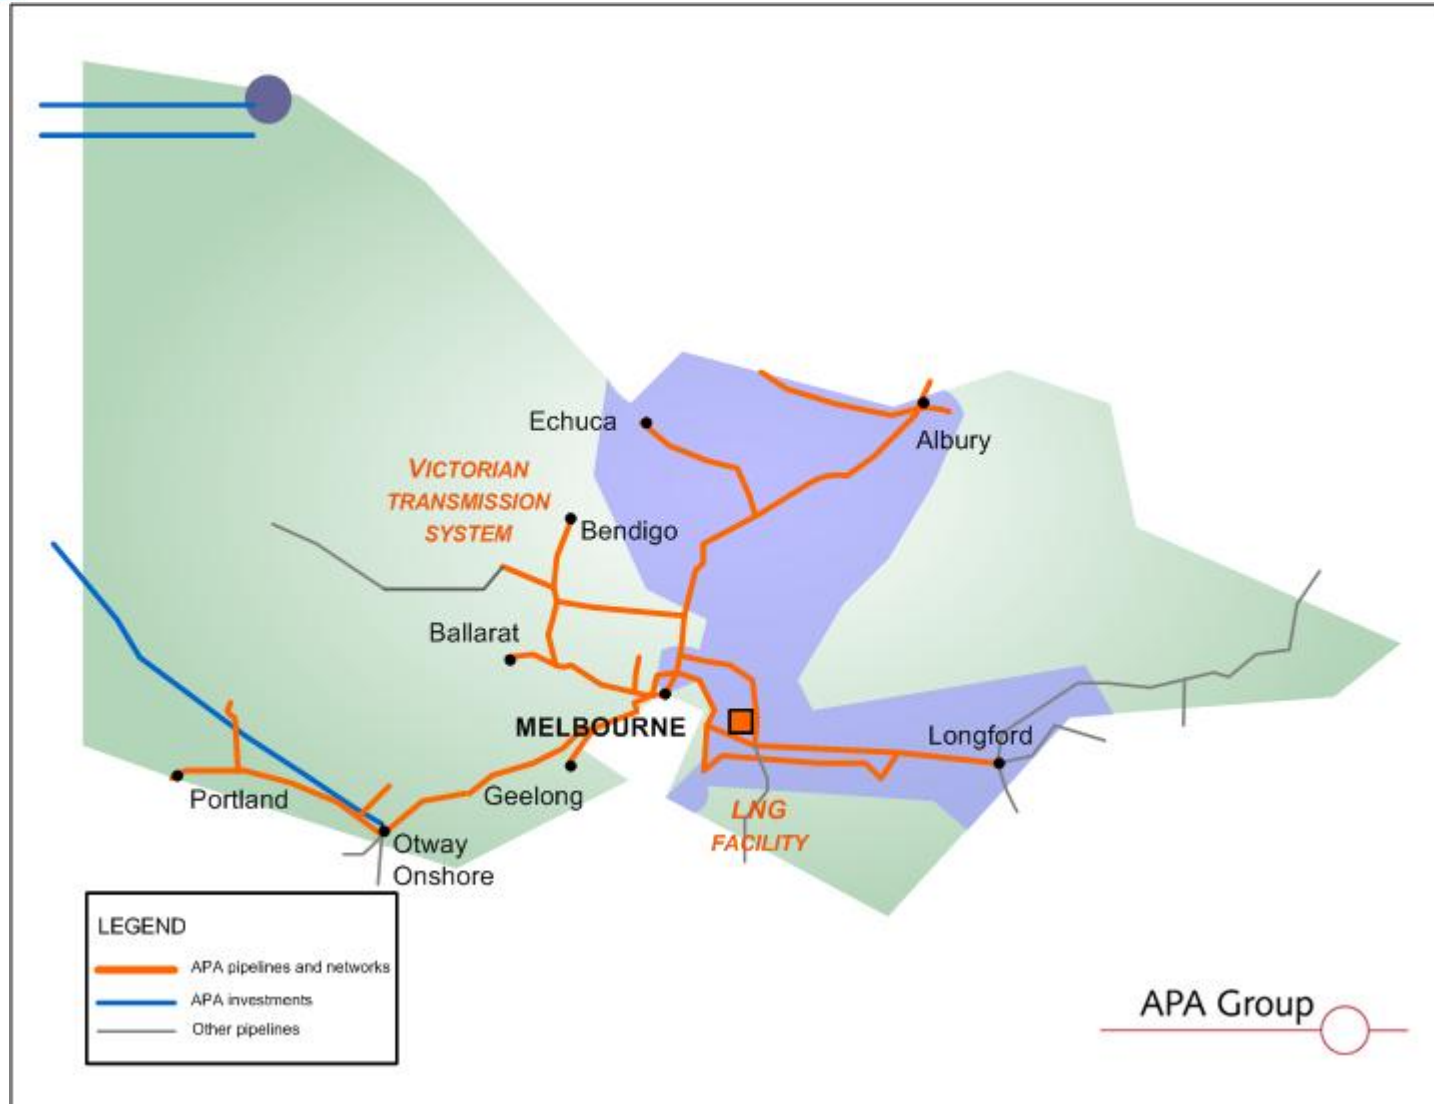 Echuca
Albury
VICTORIAN
TRANSMISSION
SYSTEM
Bendigo
Ballarat
MELBOURNE
Longford
Portland
Geelong
LNG
FACILITY
Otway
Onshore
LEGEND
APA pipelines and networks
APA investments
Other pipelines
APA Group